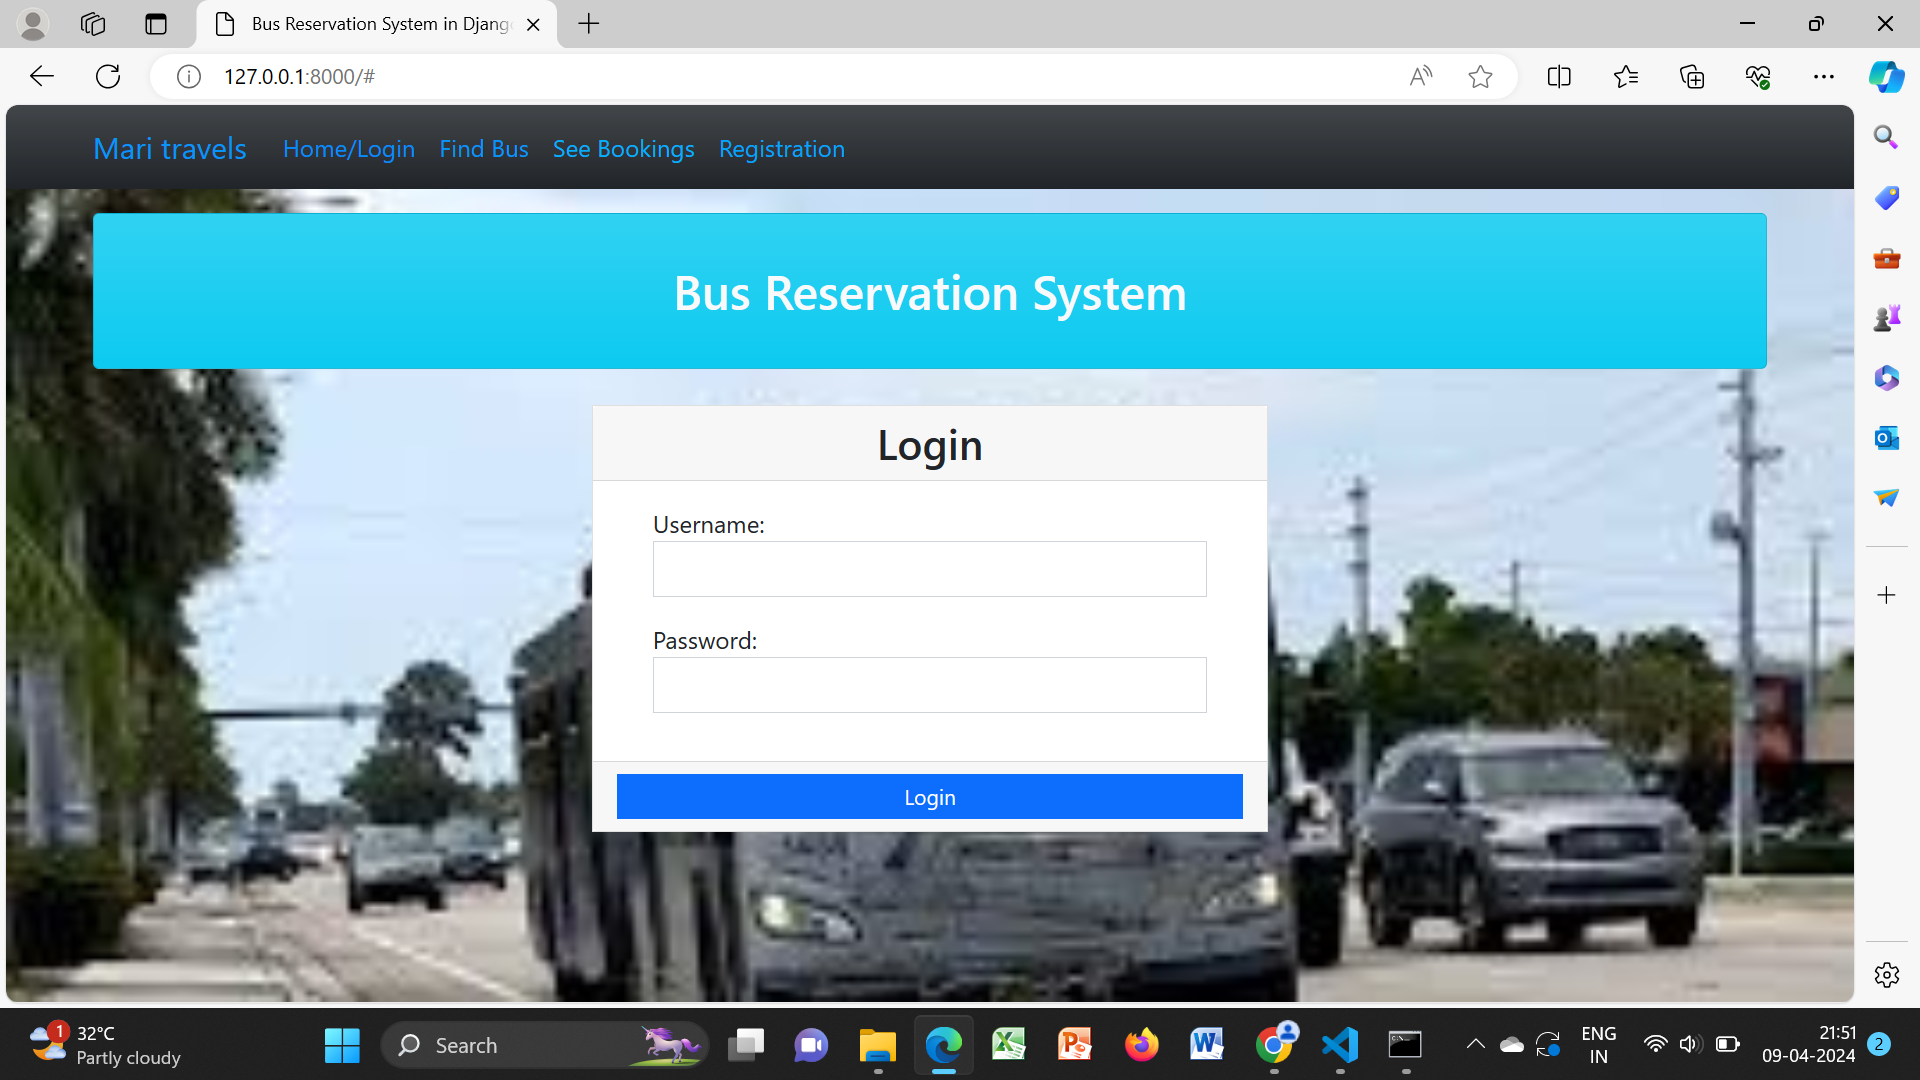 Bus Reservation System in Djang
127.0.0.1:8000/#
Mari travels Home/Login Find Bus See Bookings Registration
Bus Reservation System
Login
Username:
Password:
Login
1 32°C
Partly cloudy
Search
ENG
IN
21:51
09-04-2024
2